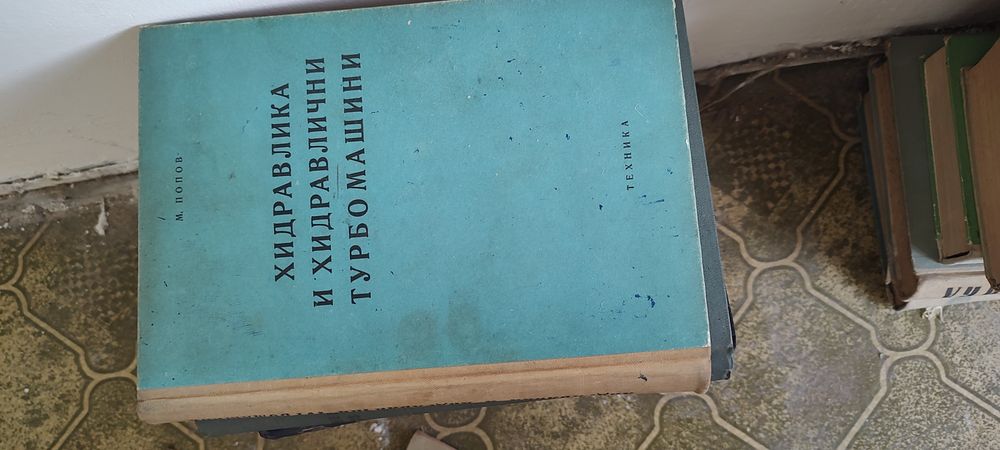 М. ПОПОВ
ХИДРАВЛИКА
И ХИДРАВЛИЧНИ
ТУРБОМАШИНИ
ТЕХНИКА